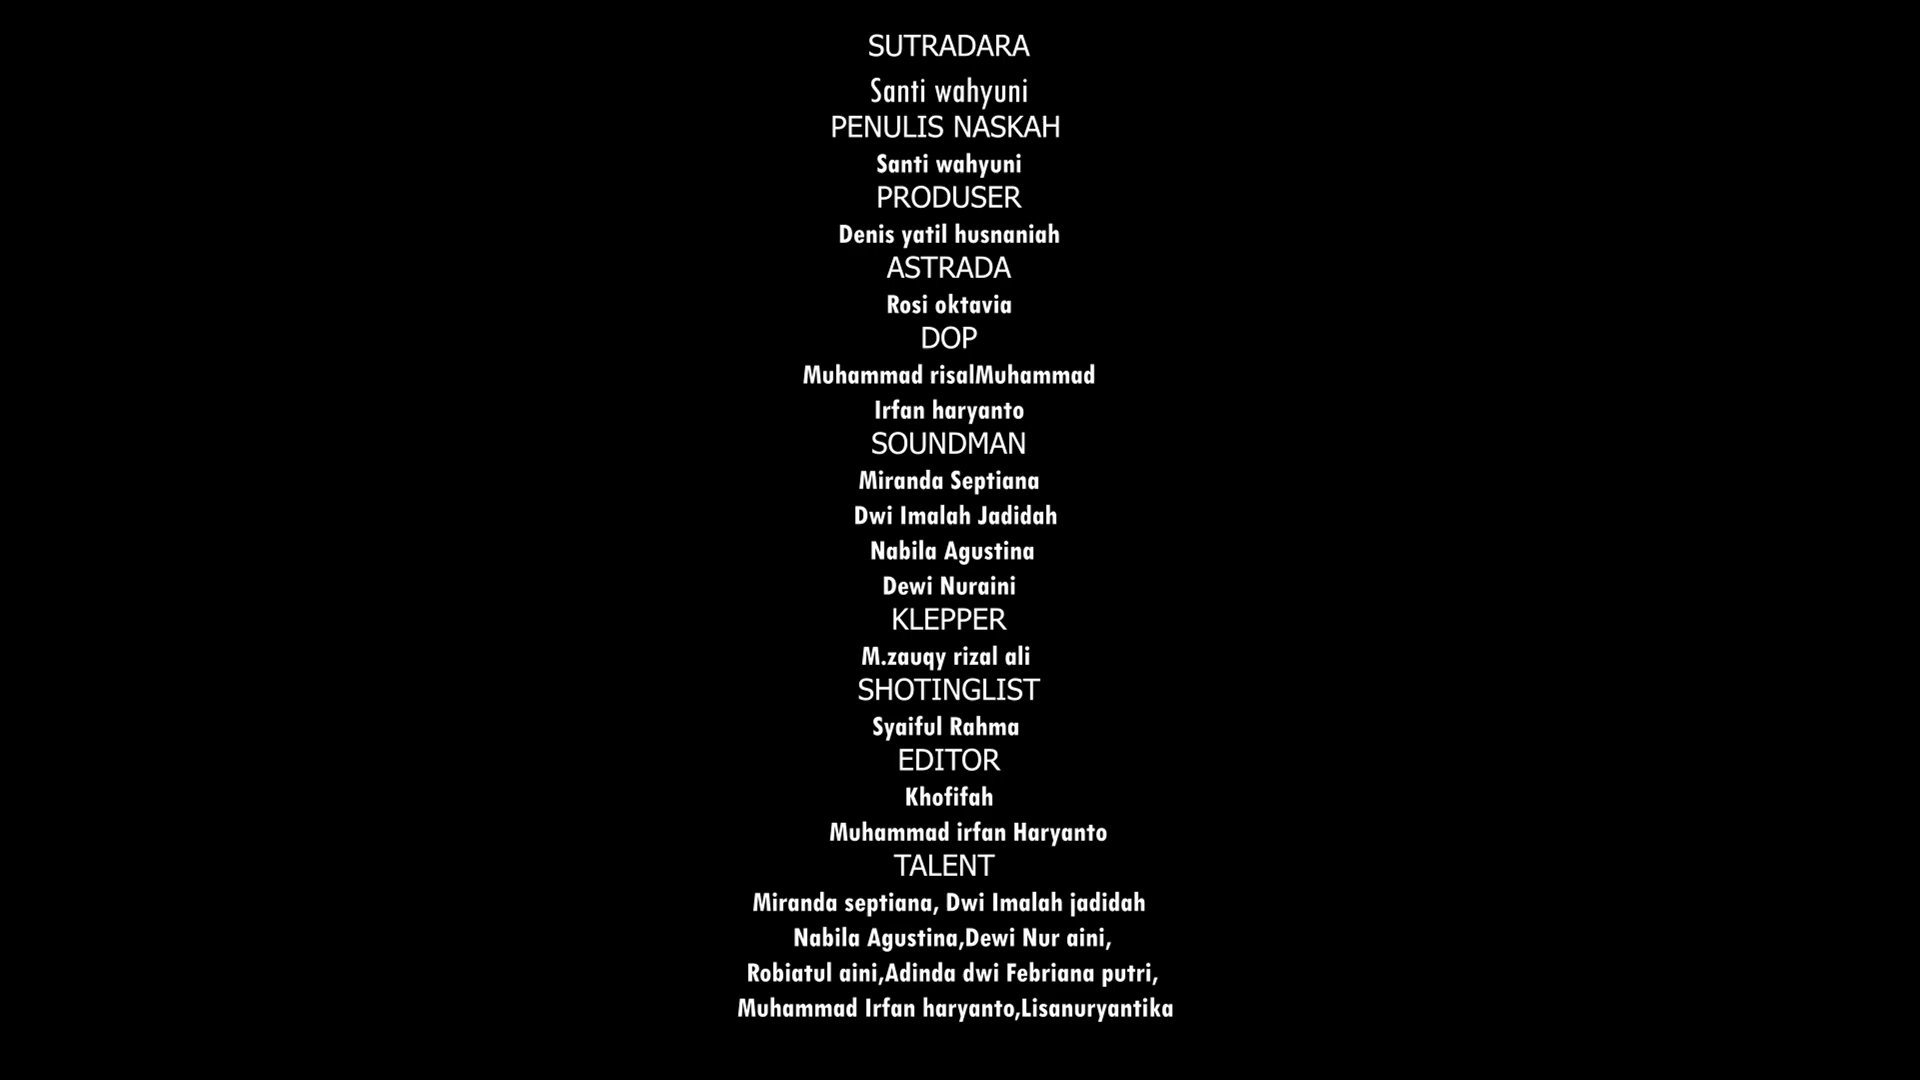 SUTRADARA
Santi wahyuni
PENULIS NASKAH
Santi wahyuni
PRODUSER
Denis yatil husnaniah
ASTRADA
Rosi oktavia
DOP
Muhammad risalMuhammad
Irfan haryanto
SOUNDMAN
Miranda Septiana
Dwi Imalah Jadidah
Nabila Agustina
Dewi Nuraini
KLEPPER
M.zauqy rizal ali
SHOTINGLIST
Syaiful Rahma
EDITOR
Khofifah
Muhammad irfan Haryanto
TALENT
Miranda septiana, Dwi Imalah jadidah
Nabila Agustina,Dewi Nur aini,
Robiatul aini,Adinda dwi Febriana putri,
Muhammad Irfan haryanto,Lisanuryantika